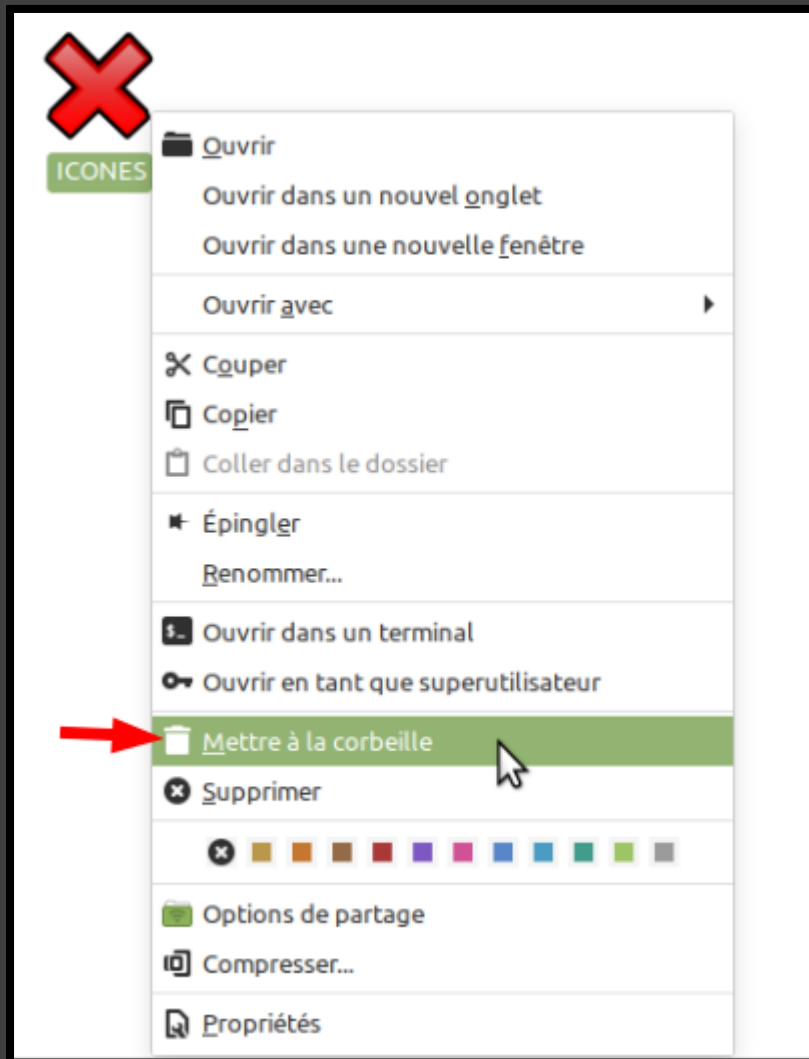 ICONES
Ouvrir
Ouvrir dans un nouvel onglet
Ouvrir dans une nouvelle fenêtre
Ouvrir avec
Couper
Copier
Coller dans le dossier
Épingler
Renommer...
$_ Ouvrir dans un terminal
Ouvrir en tant que superutilisateur
Mettre à la corbeille
Supprimer
Options de partage
Compresser...
Propriétés